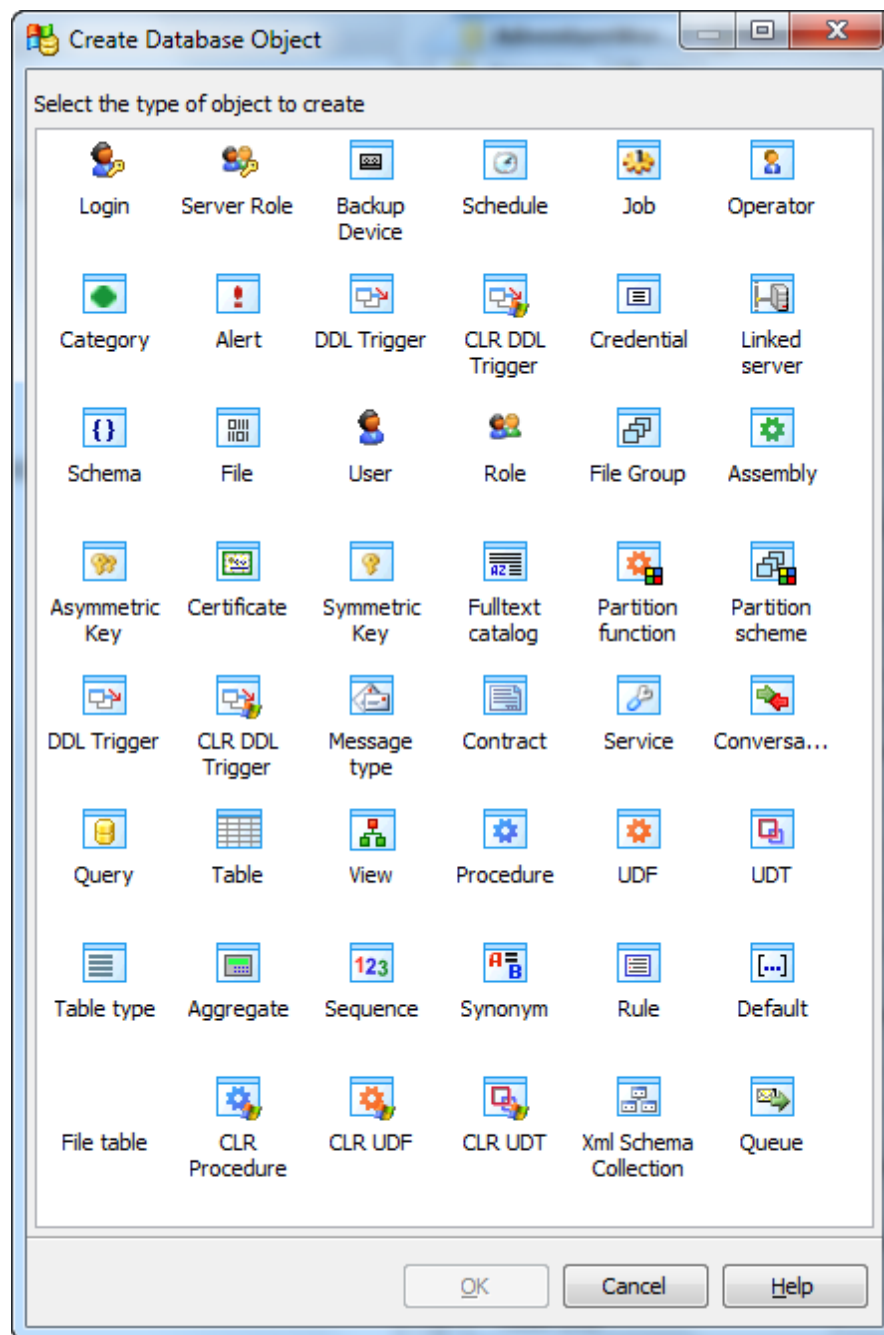 Create Database Object
Select the type of object to create
Login Server Role Backup Device Schedule Job Operator
Category Alert DDL Trigger CLR DDL Trigger Credential Linked server
Schema File User Role File Group Assembly
Asymmetric Key Certificate Symmetric Key Fulltext catalog Partition function Partition scheme
DDL Trigger CLR DDL Trigger Message type Contract Service Conversa...
Query Table View Procedure UDF UDT
Table type Aggregate Sequence Synonym Rule Default
File table CLR Procedure CLR UDF CLR UDT Xml Schema Collection Queue
OK Cancel Help